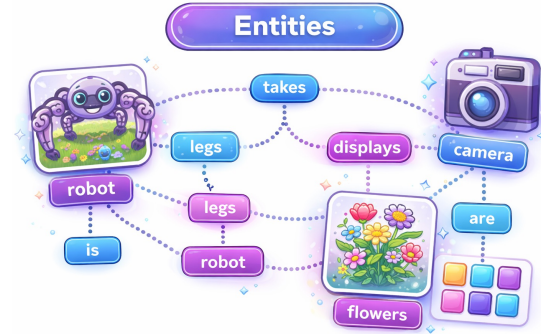 Entities
takes
legs
displays
camera
robot
legs
are
is
robot
flowers